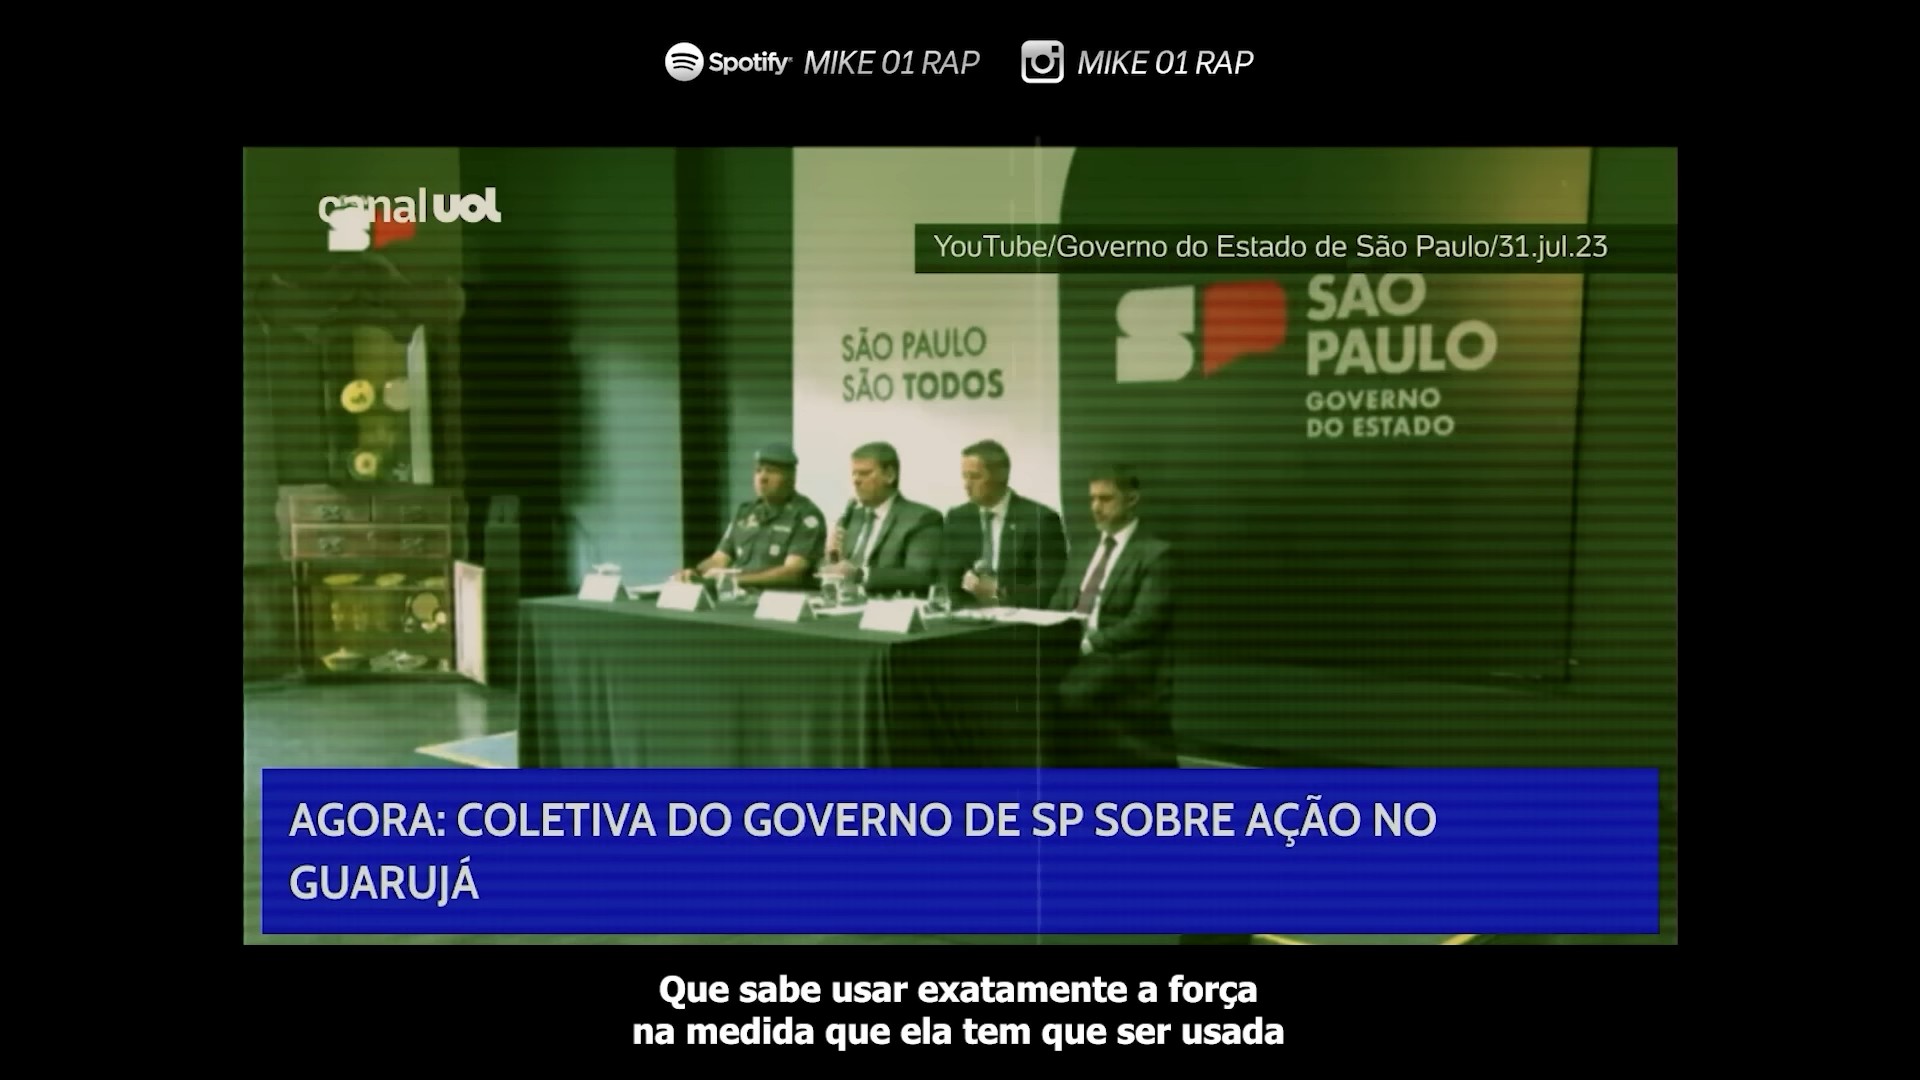 Spotify MIKE 01 RAP MIKE 01 RAP
canal UOL
YouTube/Governo do Estado de São Paulo/31.jul.23
SÃO PAULO
SÃO TODOS
SP
SÃO
PAULO
GOVERNO
DO ESTADO
AGORA: COLETIVA DO GOVERNO DE SP SOBRE AÇÃO NO
GUARUJÁ
Que sabe usar exatamente a força
na medida que ela tem que ser usada